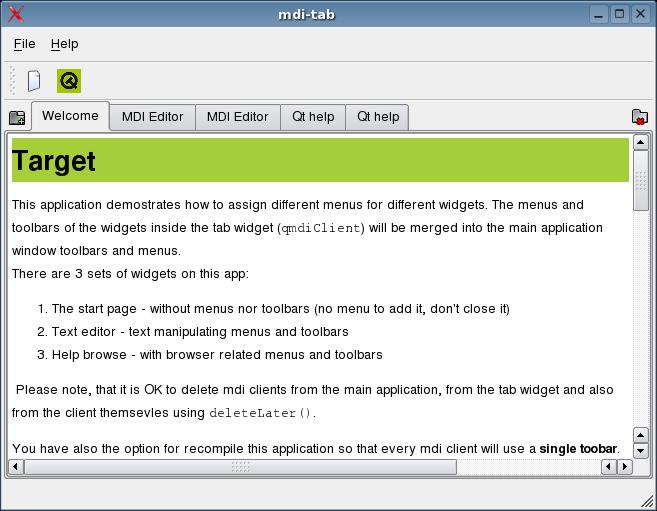 mdi-tab
File Help
Welcome MDI Editor MDI Editor Qt help Qt help
Target
This application demostrates how to assign different menus for different widgets. The menus and
toolbars of the widgets inside the tab widget (qmdiClient) will be merged into the main application
window toolbars and menus.
There are 3 sets of widgets on this app:
1. The start page - without menus nor toolbars (no menu to add it, don't close it)
2. Text editor - text manipulating menus and toolbars
3. Help browse - with browser related menus and toolbars
Please note, that it is OK to delete mdi clients from the main application, from the tab widget and also
from the client themsevles using deleteLater().
You have also the option for recompile this application so that every mdi client will use a single toobar.